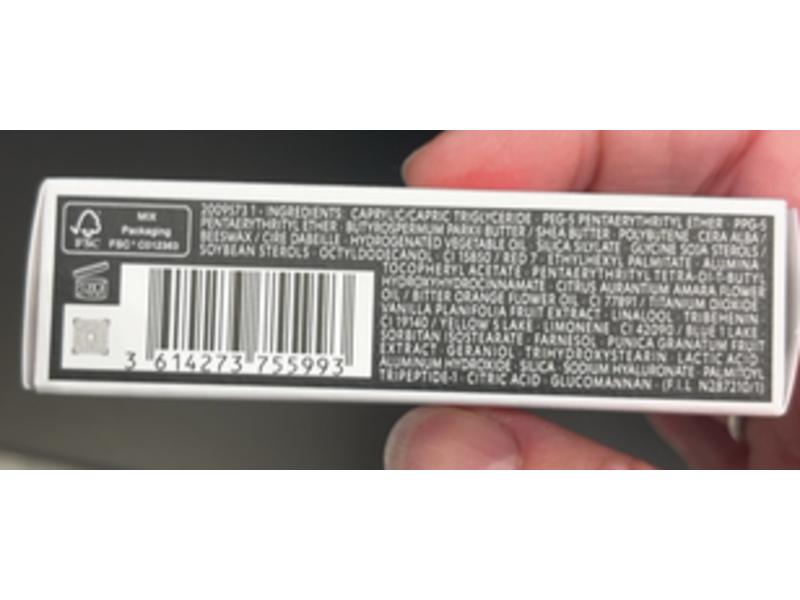 MIX
Packaging
FSC® C012363
2009573 1 - INGREDIENTS CAPRYLIC/CAPRIC TRIGLYCERIDE · PEG-5 PENTAERYTHRITYL ETHER · PPG-5
PENTAERYTHRITYL ETHER · BUTYROSPERMUM PARKII BUTTER / SHEA BUTTER · POLYBUTENE · CERA ALBA /
BEESWAX / CIRE DABEILLE · HYDROGENATED VEGETABLE OIL · SILICA SILYLATE · GLYCINE SOJA STEROLS /
SOYBEAN STEROLS · OCTYLDODECANOL · CI 15850 / RED 7 · ETHYLHEXYL PALMITATE · ALUMINA
TOCOPHERYL ACETATE · PENTAERYTHRITYL TETRA-DI-T-BUTYL
HYDROXYHYDROCINNAMATE · CITRUS AURANTIUM AMARA FLOWER
OIL / BITTER ORANGE FLOWER OIL · CI 77891 / TITANIUM DIOXIDE
VANILLA PLANIFOLIA FRUIT EXTRACT · LINALOOL · TRIBEHENIN
CI 19140 / YELLOW 5 LAKE · LIMONENE · CI 42090 / BLUE 1 LAKE
SORBITAN ISOSTEARATE · FARNESOL · PUNICA GRANATUM FRUIT
EXTRACT · GERANIOL · TRIHYDROXYSTEARIN · LACTIC ACID
ALUMINUM HYDROXIDE · SILICA · SODIUM HYALURONATE · PALMITOYL
TRIPEPTIDE-1 · CITRIC ACID · GLUCOMANNAN · (F.I.L. N287210/1)
3 614273 755993